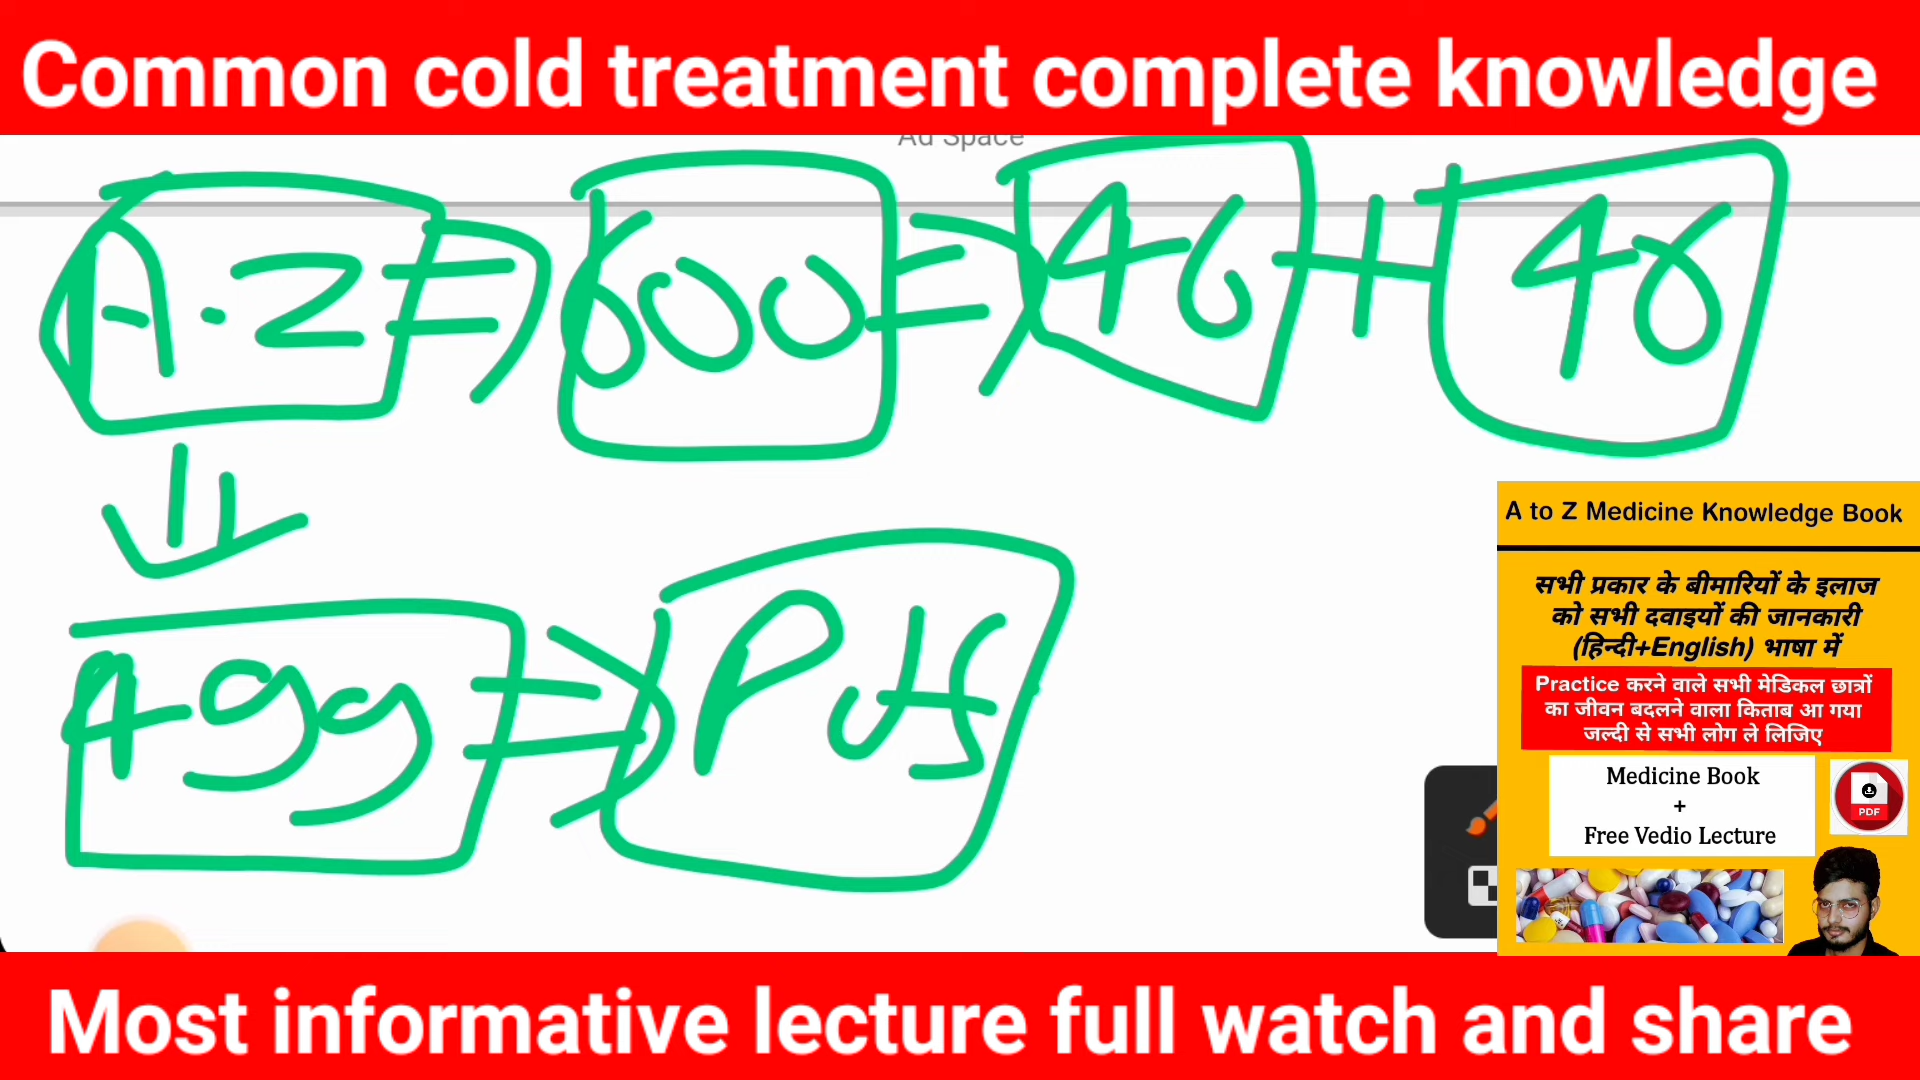 Common cold treatment complete knowledge
Ad Space
A-Z => 600 => 46 + 46
499 => Pdf
A to Z Medicine Knowledge Book
सभी प्रकार के बीमारियों के इलाज
को सभी दवाइयों की जानकारी
(हिन्दी+English) भाषा में
Practice करने वाले सभी मेडिकल छात्रों
का जीवन बदलने वाला किताब आ गया
जल्दी से सभी लोग ले लिजिए
Medicine Book
+
Free Vedio Lecture
PDF
Most informative lecture full watch and share